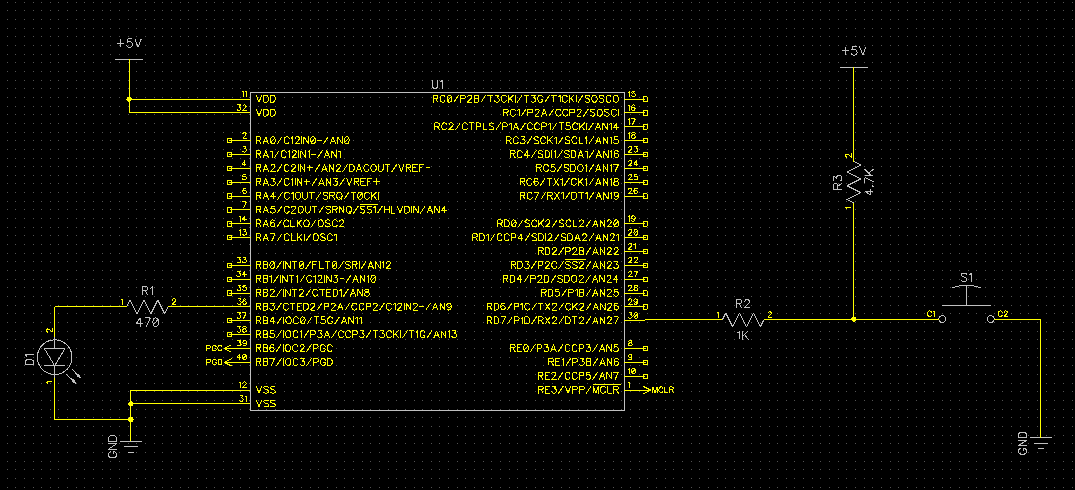 +5V
+5V
U1
11 VDD
32 VDD
2 RA0/C12IN0-/AN0
3 RA1/C12IN1-/AN1
4 RA2/C2IN+/AN2/DACOUT/VREF-
5 RA3/C1IN+/AN3/VREF+
6 RA4/C1OUT/SRQ/T0CKI
7 RA5/C2OUT/SRNQ/SS1/HLVDIN/AN4
14 RA6/CLKO/OSC2
13 RA7/CLKI/OSC1
33 RB0/INT0/FLT0/SRI/AN12
34 RB1/INT1/C12IN3-/AN10
35 RB2/INT2/CTED1/AN8
36 RB3/CTED2/P2A/CCP2/C12IN2-/AN9
37 RB4/IOC0/T5G/AN11
38 RB5/IOC1/P3A/CCP3/T3CKI/T1G/AN13
PGC 39 RB6/IOC2/PGC
PGD 40 RB7/IOC3/PGD
12 VSS
31 VSS
RC0/P2B/T3CKI/T3G/T1CKI/SOSCO 15
RC1/P2A/CCP2/SOSCI 16
RC2/CTPLS/P1A/CCP1/T5CKI/AN14 17
RC3/SCK1/SCL1/AN15 18
RC4/SDI1/SDA1/AN16 23
RC5/SDO1/AN17 24
RC6/TX1/CK1/AN18 25
RC7/RX1/DT1/AN19 26
RD0/SCK2/SCL2/AN20 19
RD1/CCP4/SDI2/SDA2/AN21 20
RD2/P2B/AN22 21
RD3/P2C/SS2/AN23 22
RD4/P2D/SDO2/AN24 27
RD5/P1B/AN25 28
RD6/P1C/TX2/CK2/AN26 29
RD7/P1D/RX2/DT2/AN27 30
RE0/P3A/CCP3/AN5 8
RE1/P3B/AN6 9
RE2/CCP5/AN7 10
RE3/VPP/MCLR 1 MCLR
R1
1 2
470
D1
2
1
GND
R2
1 2
1K
R3
4.7K
2
1
S1
C1 C2
GND